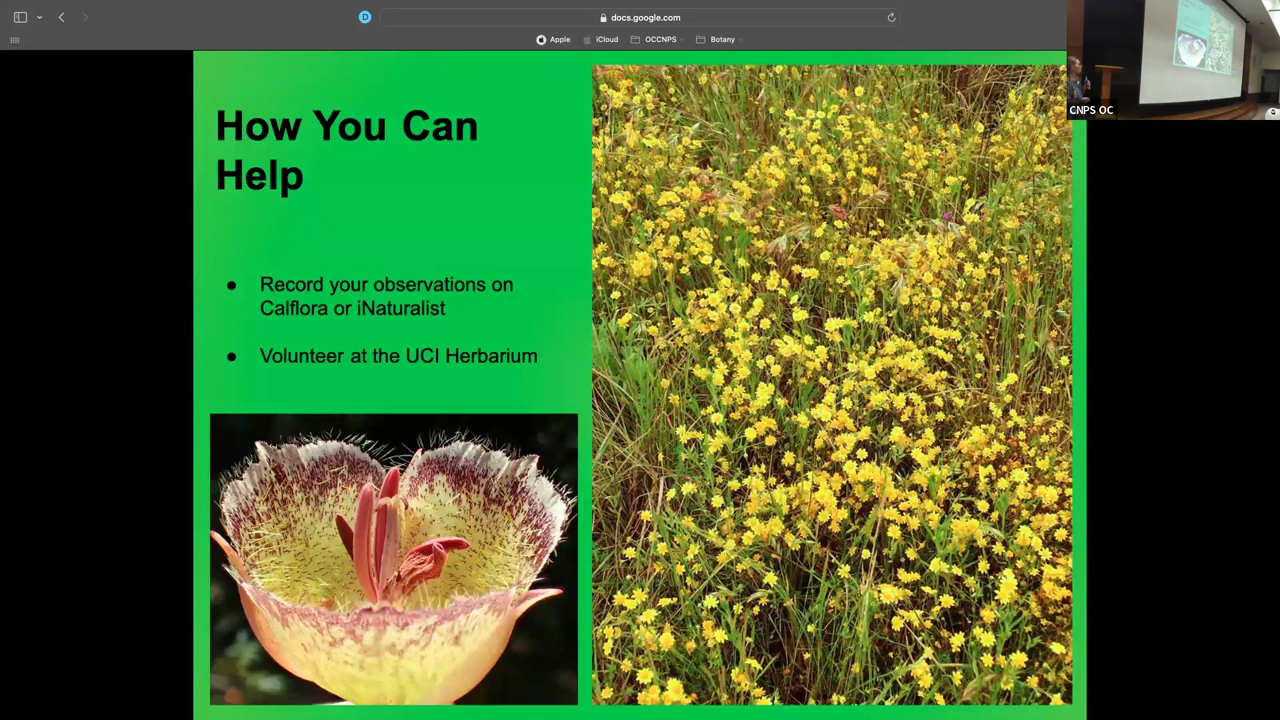 docs.google.com
Apple
iCloud
OCCNPS
Botany
D
CNPS OC
How You Can
Help
● Record your observations on
Calflora or iNaturalist
● Volunteer at the UCI Herbarium